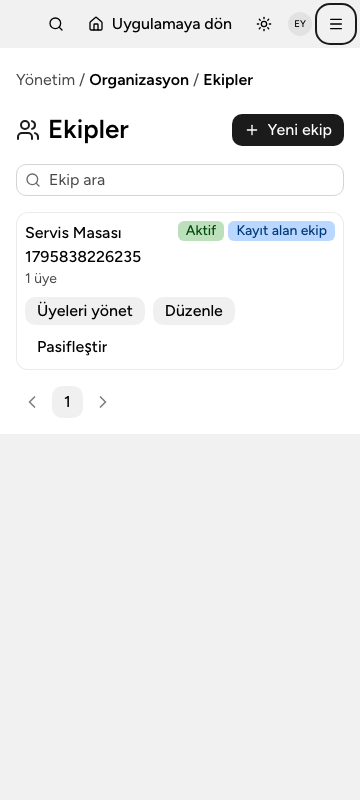 Uygulamaya dön EY
Yönetim / Organizasyon / Ekipler
Ekipler
Yeni ekip
Ekip ara
Servis Masası Aktif Kayıt alan ekip
1795838226235
1 üye
Üyeleri yönet Düzenle
Pasifleştir
1